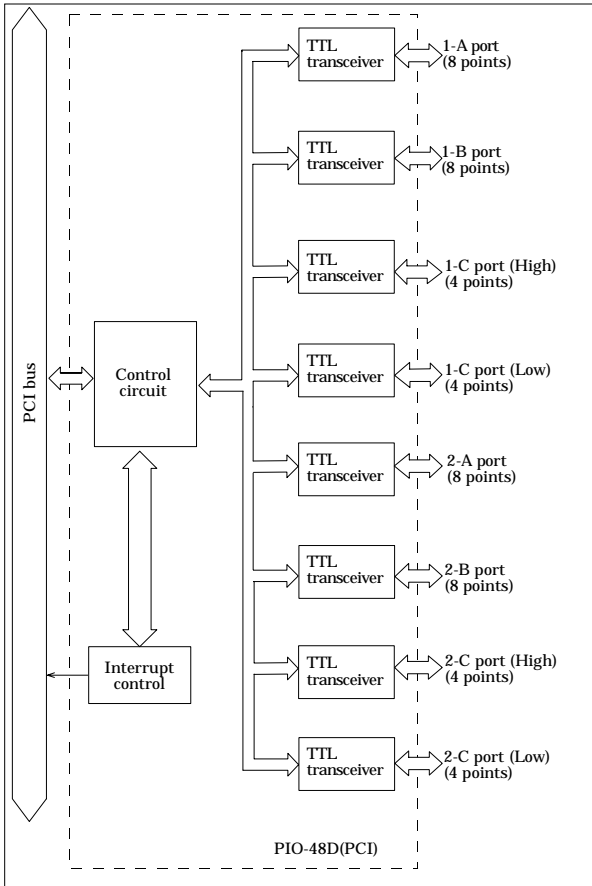 TTL
transceiver
1-A port
(8 points)
TTL
transceiver
1-B port
(8 points)
TTL
transceiver
1-C port (High)
(4 points)
PCI bus
Control
circuit
TTL
transceiver
1-C port (Low)
(4 points)
TTL
transceiver
2-A port
(8 points)
TTL
transceiver
2-B port
(8 points)
Interrupt
control
TTL
transceiver
2-C port (High)
(4 points)
TTL
transceiver
2-C port (Low)
(4 points)
PIO-48D(PCI)